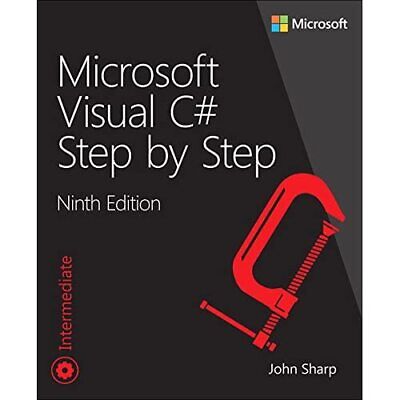 Microsoft
Microsoft
Visual C#
Step by Step
Ninth Edition
Intermediate
John Sharp